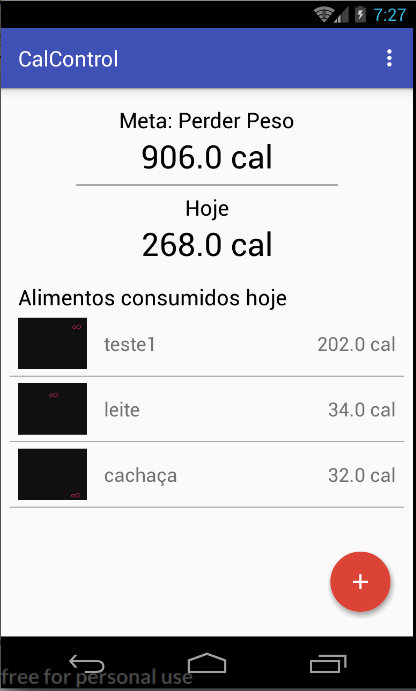 7:27
CalControl
Meta: Perder Peso
906.0 cal
Hoje
268.0 cal
Alimentos consumidos hoje
teste1 202.0 cal
leite 34.0 cal
cachaça 32.0 cal
+
free for personal use